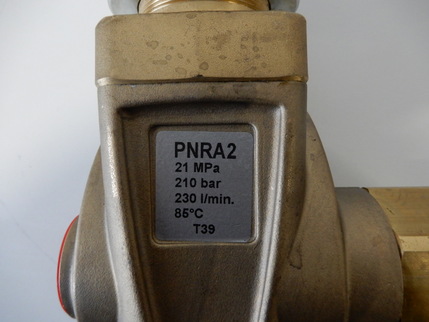 PNRA2
21 MPa
210 bar
230 l/min.
85°C
T39